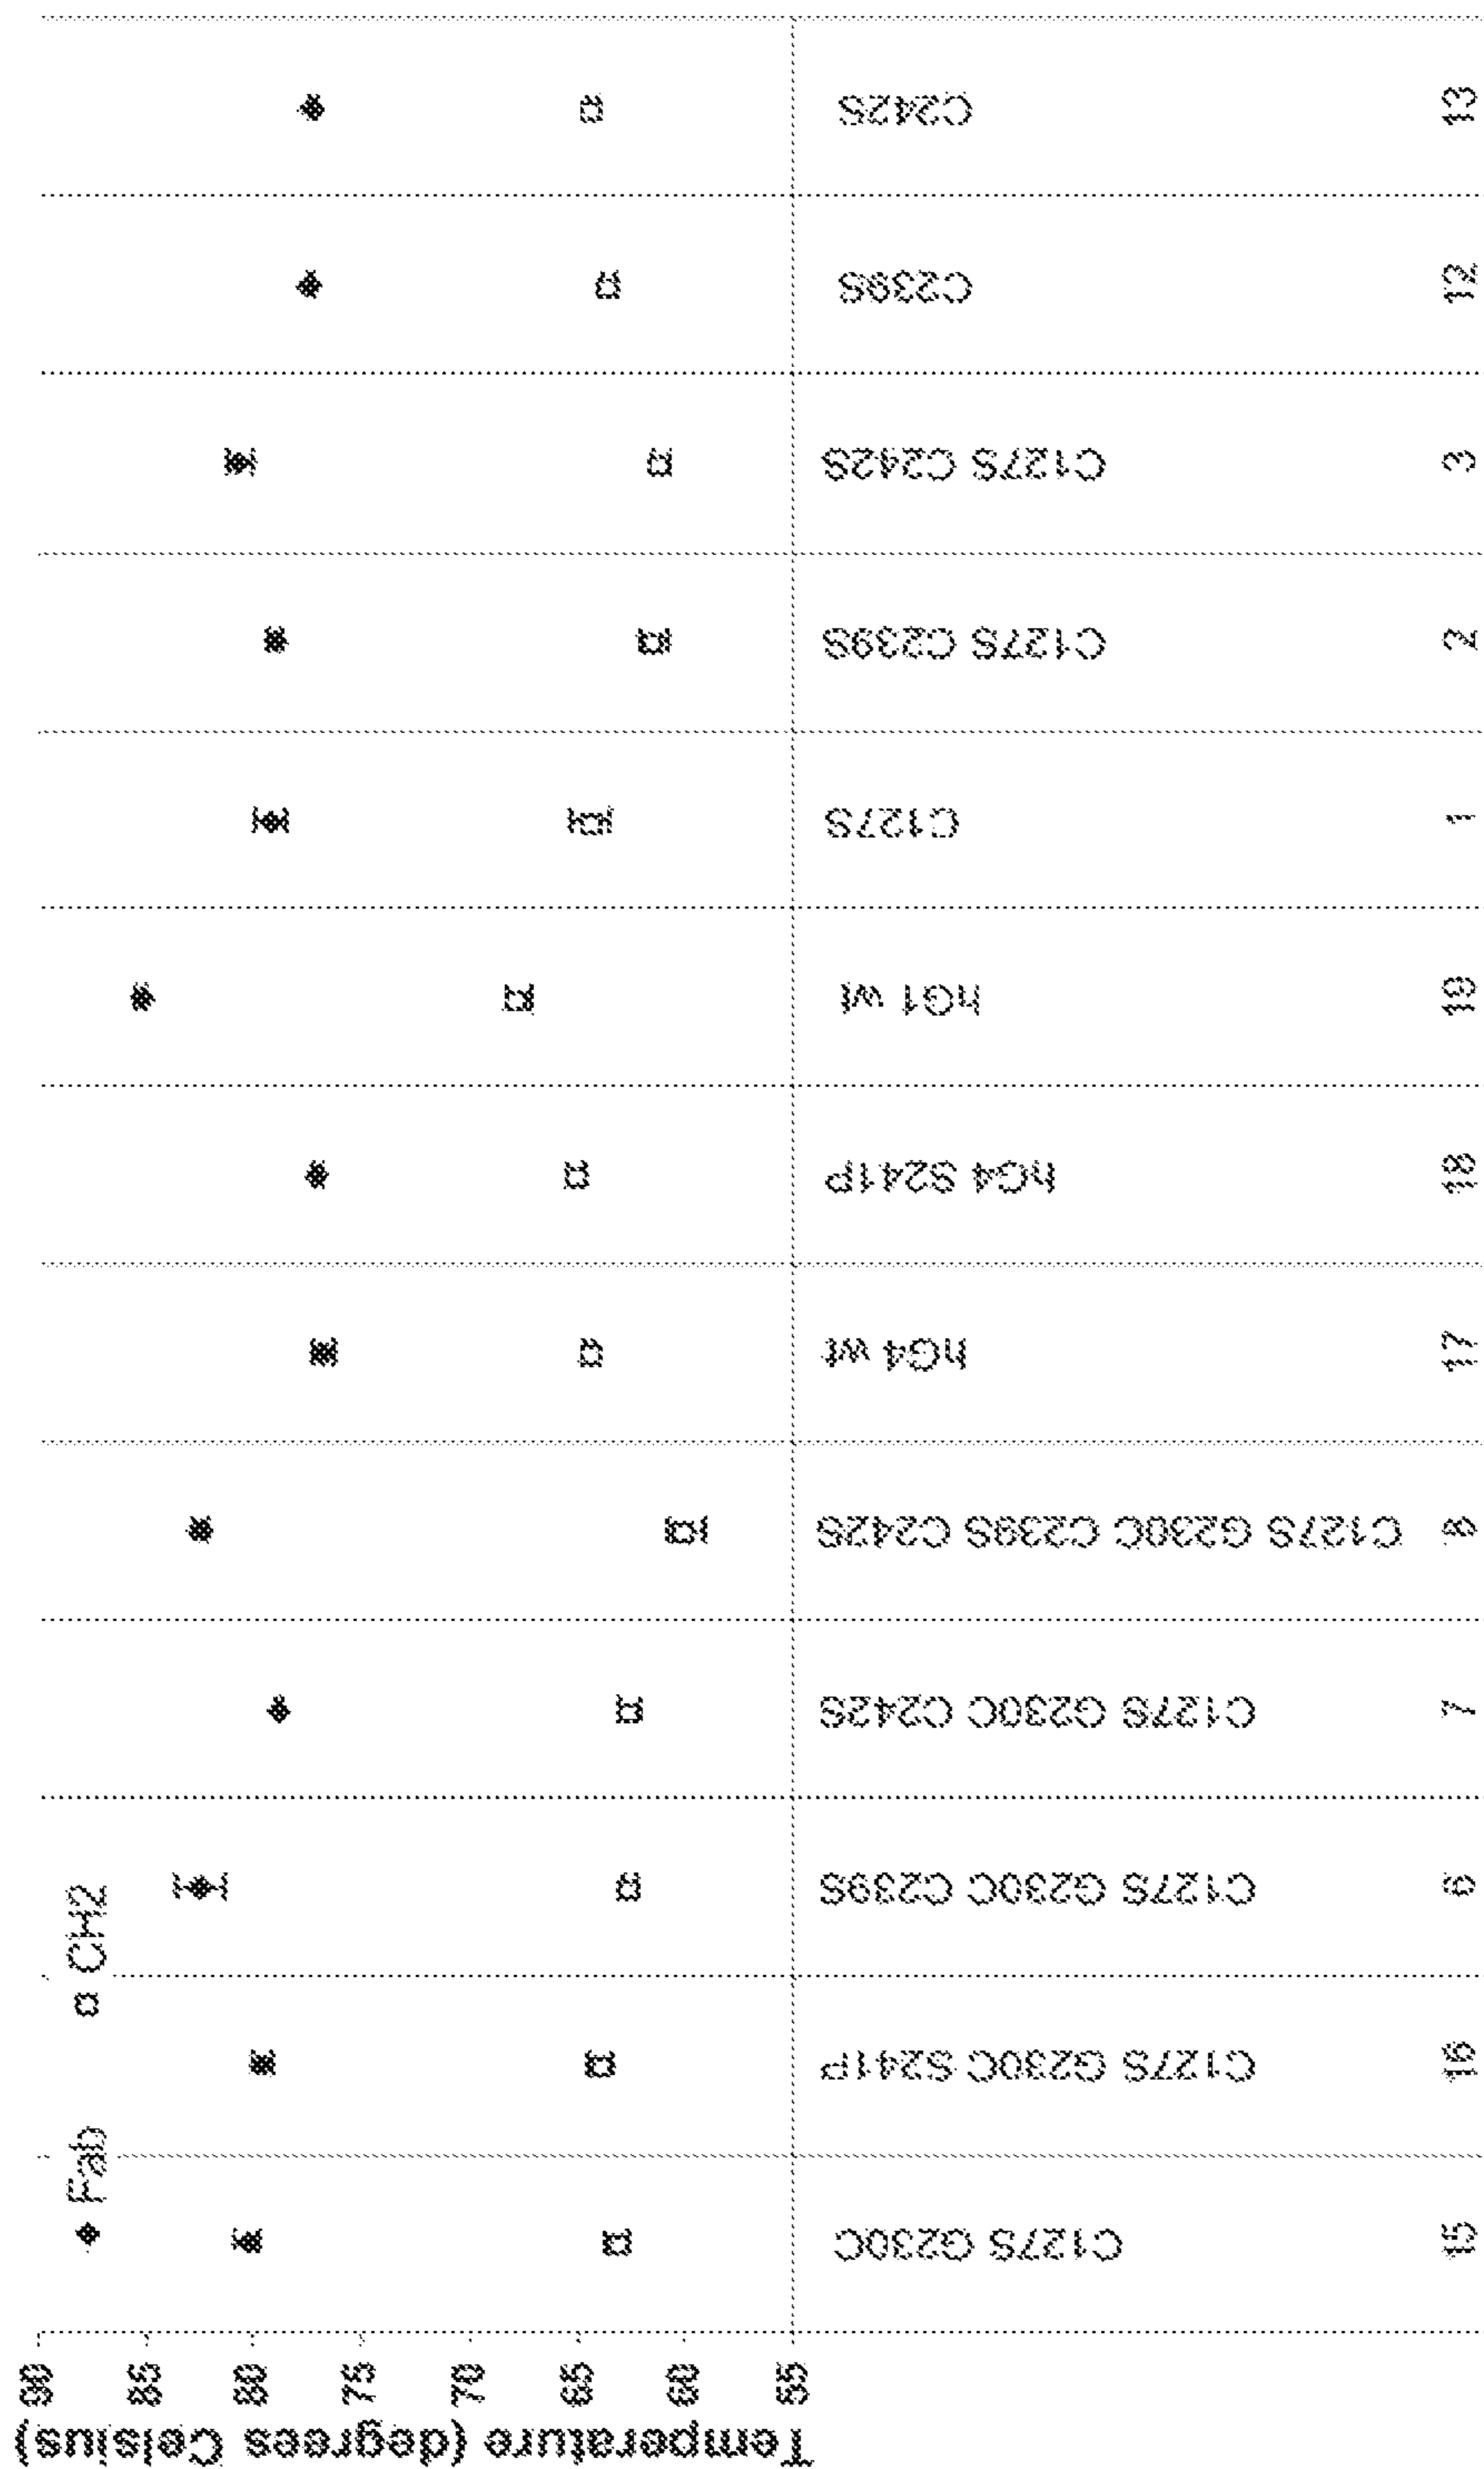 Temperature (degrees Celsius)
90
85
80
75
70
65
60
55
Fab
CH2
C127S G230C
15
C127S G230C S241P
16
C127S G230C C239S
6
C127S G230C C242S
7
C127S G230C C239S C242S
8
hG4 wt
17
hG4 S241P
18
hG1 wt
19
C127S
1
C127S C239S
2
C127S C242S
3
C239S
12
C242S
13